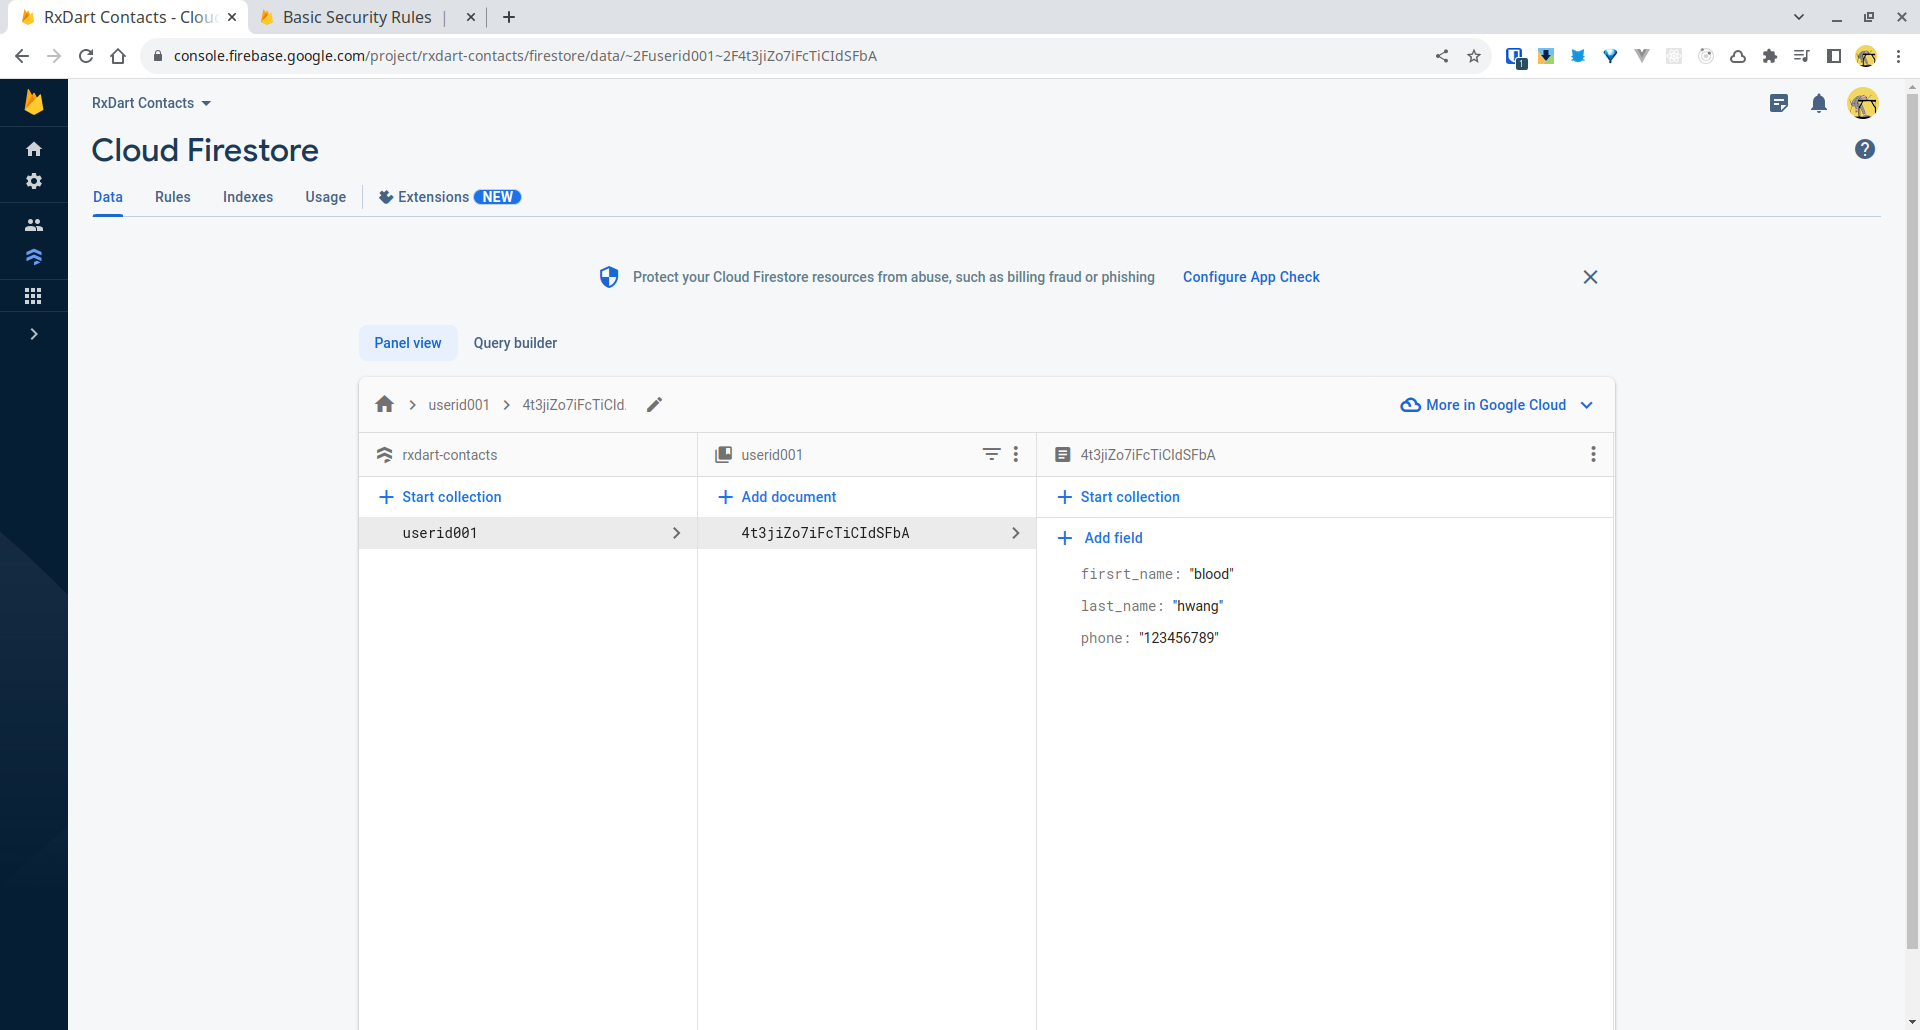 RxDart Contacts - Clou
Basic Security Rules |
console.firebase.google.com/project/rxdart-contacts/firestore/data/~2Fuserid001~2F4t3jiZo7iFcTiCIdSFbA
1
RxDart Contacts
Cloud Firestore
Data Rules Indexes Usage Extensions NEW
Protect your Cloud Firestore resources from abuse, such as billing fraud or phishing Configure App Check
Panel view Query builder
userid001 4t3jiZo7iFcTiCId. More in Google Cloud
rxdart-contacts userid001 4t3jiZo7iFcTiCIdSFbA
Start collection Add document Start collection
userid001 4t3jiZo7iFcTiCIdSFbA
Add field
firsrt_name: "blood"
last_name: "hwang"
phone: "123456789"